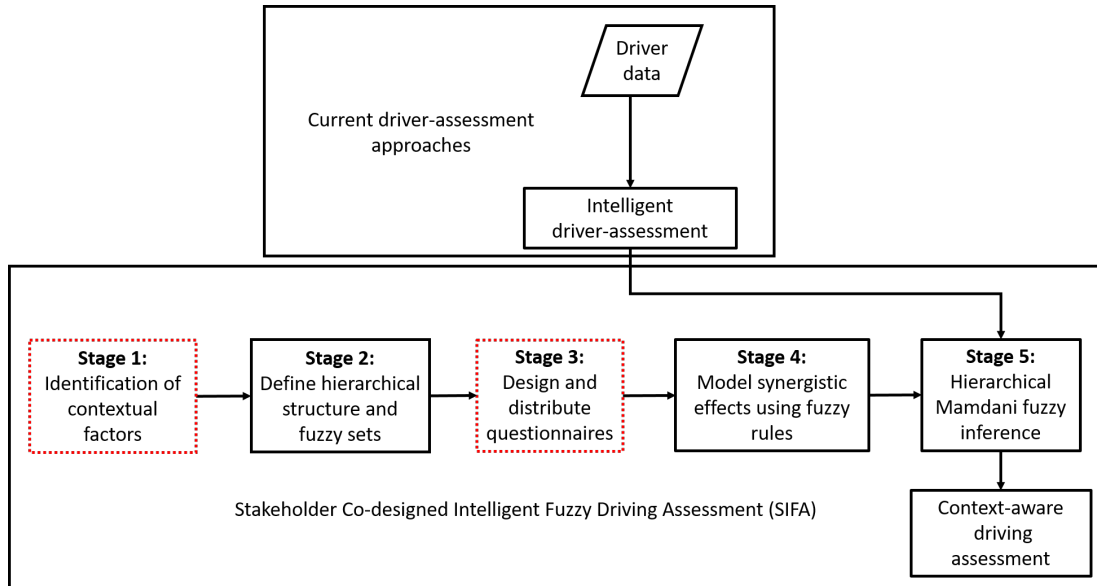 Driver
data
Current driver-assessment
approaches
Intelligent
driver-assessment
Stage 1:
Identification of
contextual
factors
Stage 2:
Define hierarchical
structure and
fuzzy sets
Stage 3:
Design and
distribute
questionnaires
Stage 4:
Model synergistic
effects using fuzzy
rules
Stage 5:
Hierarchical
Mamdani fuzzy
inference
Stakeholder Co-designed Intelligent Fuzzy Driving Assessment (SIFA)
Context-aware
driving
assessment